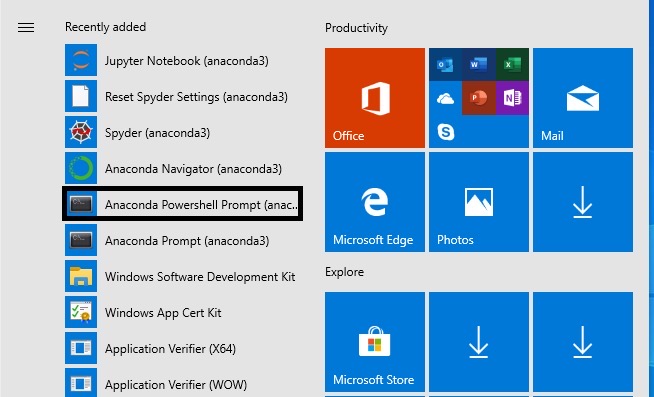 Recently added
Jupyter Notebook (anaconda3)
Reset Spyder Settings (anaconda3)
Spyder (anaconda3)
Anaconda Navigator (anaconda3)
Anaconda Powershell Prompt (anac...
Anaconda Prompt (anaconda3)
Windows Software Development Kit
Windows App Cert Kit
Application Verifier (X64)
Application Verifier (WOW)
Productivity
Office
Mail
Microsoft Edge
Photos
Explore
Microsoft Store